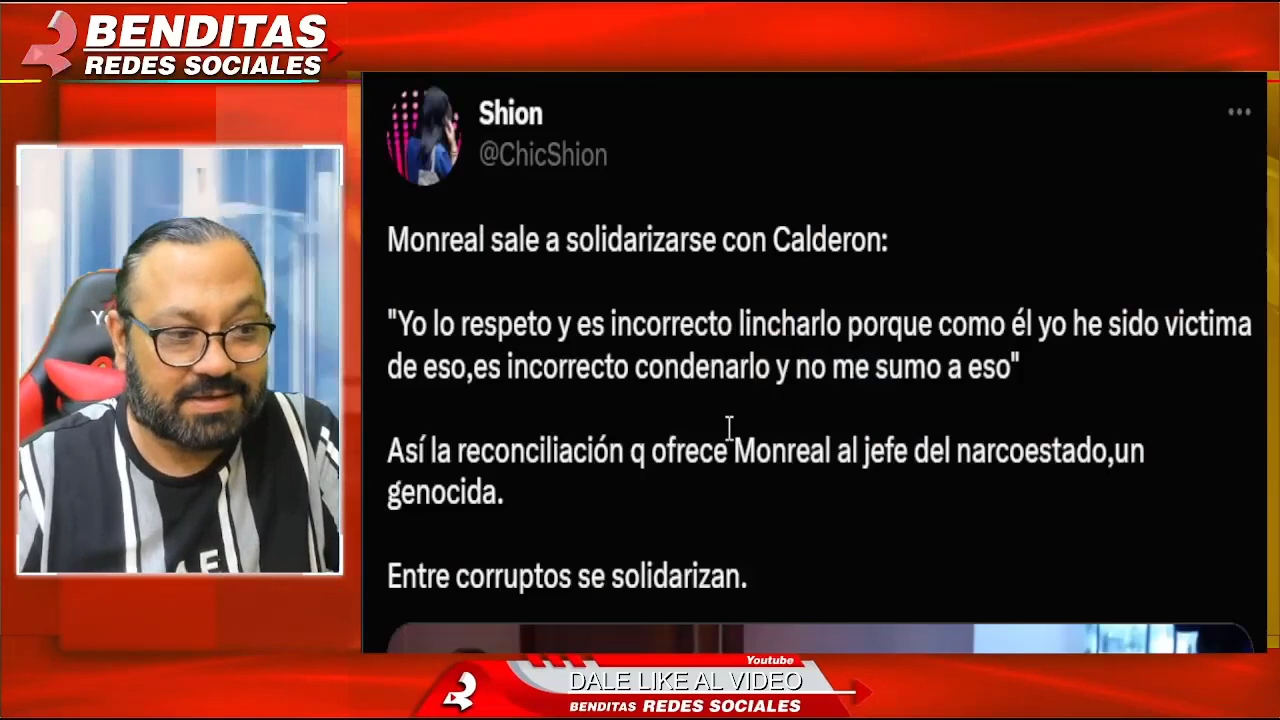 BENDITAS
REDES SOCIALES
Shion
@ChicShion
Monreal sale a solidarizarse con Calderon:
"Yo lo respeto y es incorrecto lincharlo porque como él yo he sido victima
de eso,es incorrecto condenarlo y no me sumo a eso"
Así la reconciliación q ofrece Monreal al jefe del narcoestado,un
genocida.
Entre corruptos se solidarizan.
Youtube
DALE LIKE AL VIDEO
BENDITAS REDES SOCIALES